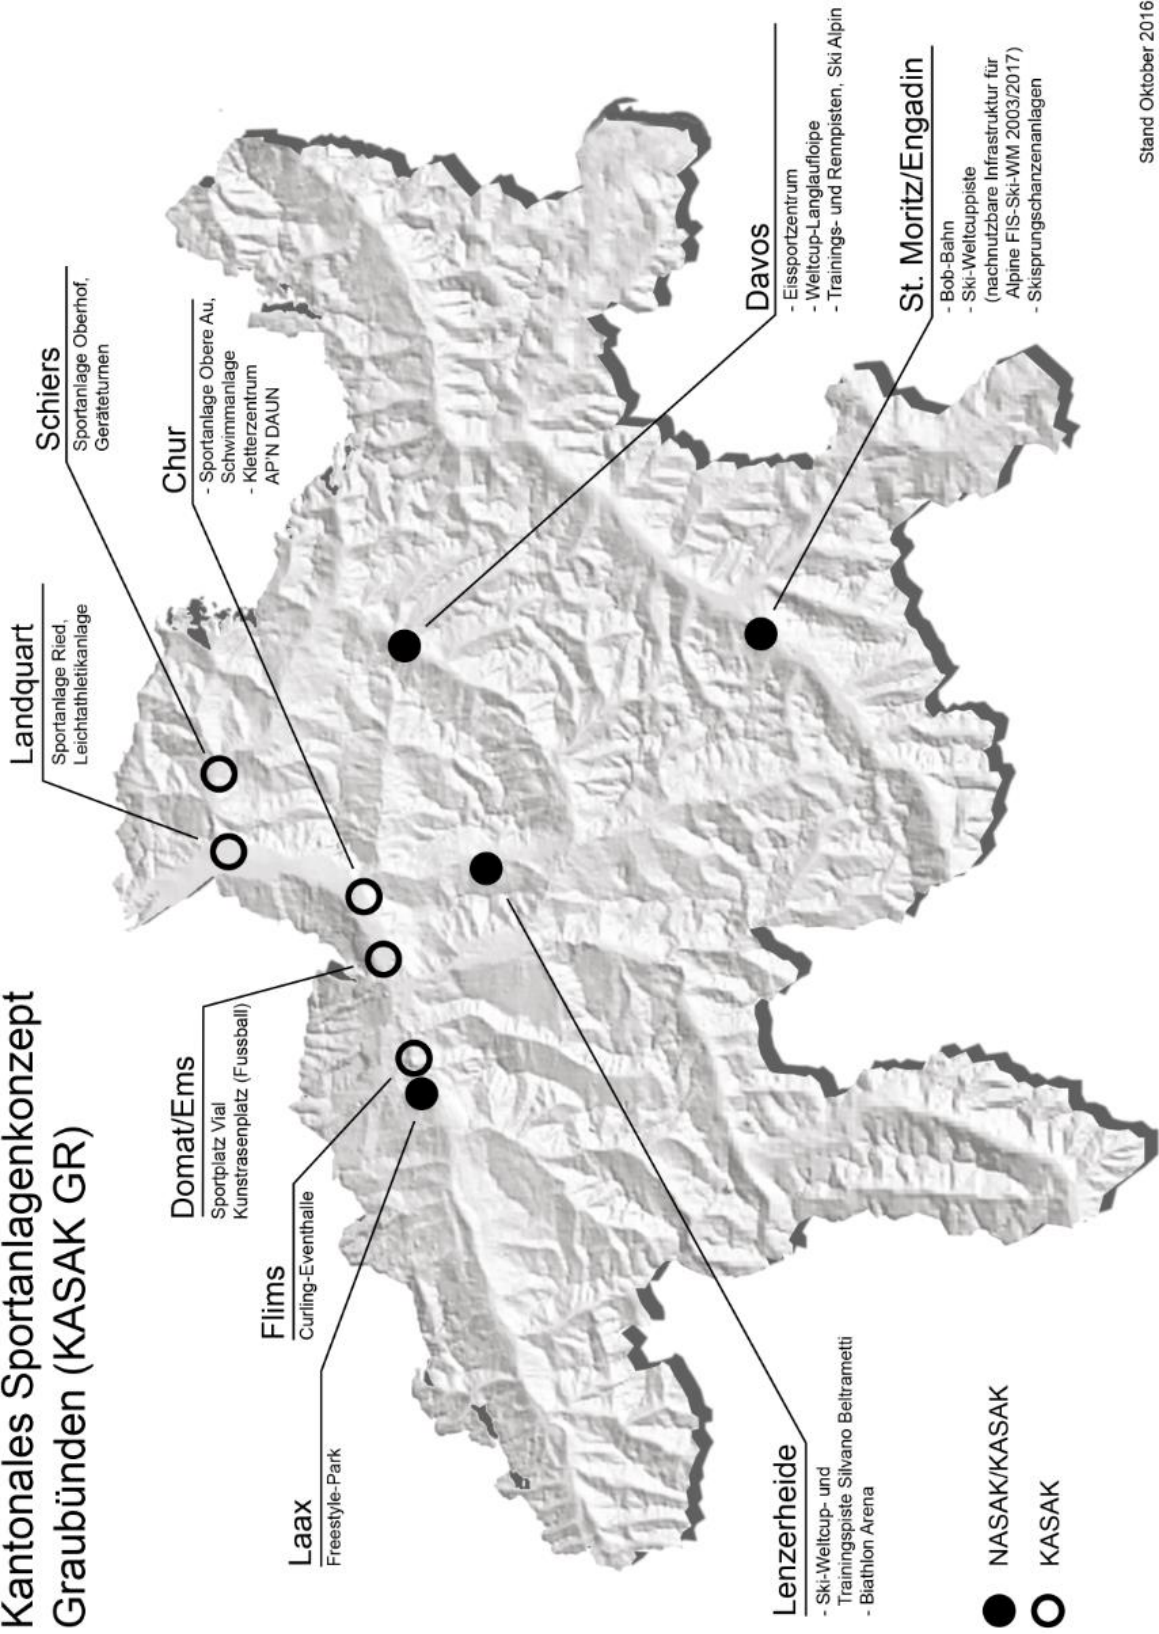 Kantonales Sportanlagenkonzept
Graubünden (KASAK GR)
Landquart
Sportanlage Ried,
Leichtathletikanlage
Schiers
Sportanlage Oberhof,
Geräteturnen
Chur
- Sportanlage Obere Au,
Schwimmanlage
- Kletterzentrum
AP'N DAUN
Domat/Ems
Sportplatz Vial
Kunstrasenplatz (Fussball)
Flims
Curling-Eventhalle
Laax
Freestyle-Park
Davos
- Eissportzentrum
- Weltcup-Langlaufloipe
- Trainings- und Rennpisten, Ski Alpin
St. Moritz/Engadin
- Bob-Bahn
- Ski-Weltcuppiste
(nachnutzbare Infrastruktur für
Alpine FIS-Ski-WM 2003/2017)
- Skisprungschanzenanlagen
Lenzerheide
- Ski-Weltcup- und
Trainingspiste Silvano Beltrametti
- Biathlon Arena
NASAK/KASAK
KASAK
Stand Oktober 2016